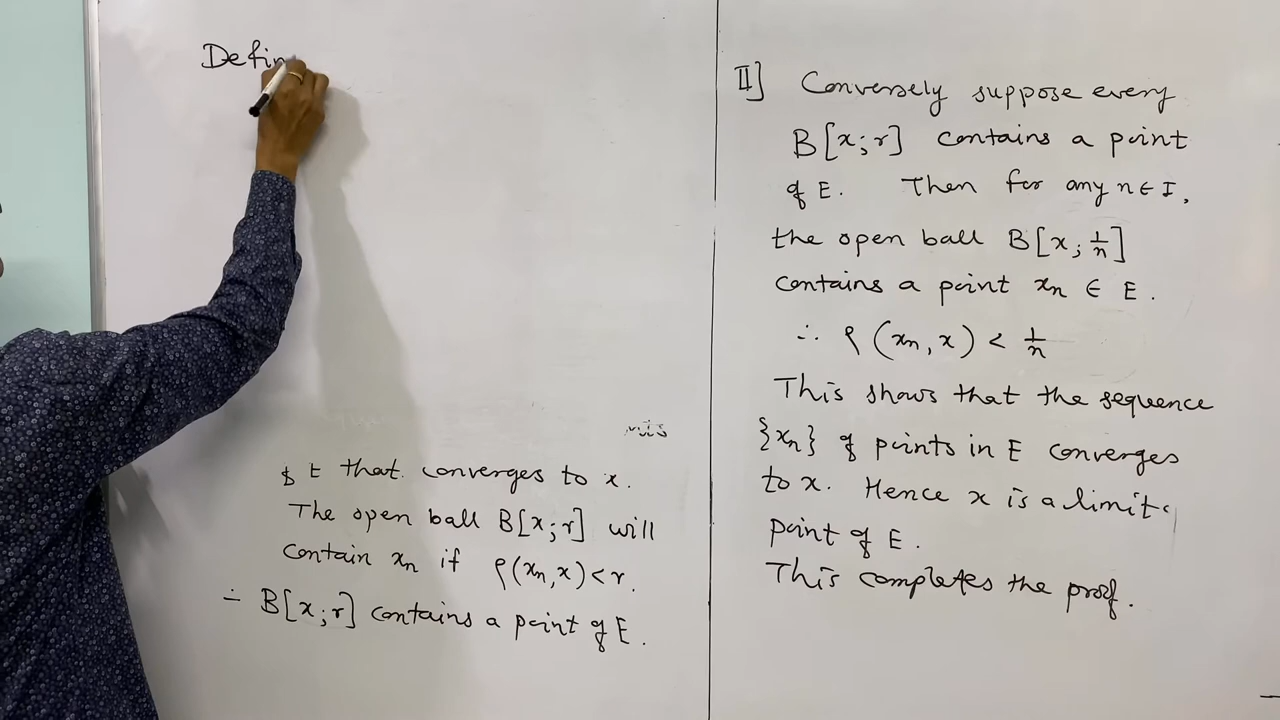 Defin
E that converges to x.
The open ball B[x;r] will
contain xn if ρ(xn,x)<r.
∴ B[x;r] contains a point of E.
II] Conversely suppose every
B[x;r] contains a point
of E. Then for any n∈I,
the open ball B[x;1/n]
contains a point xn ∈ E.
∴ ρ(xn,x) < 1/n
This shows that the sequence
{xn} of points in E converges
to x. Hence x is a limit
point of E.
This completes the proof.